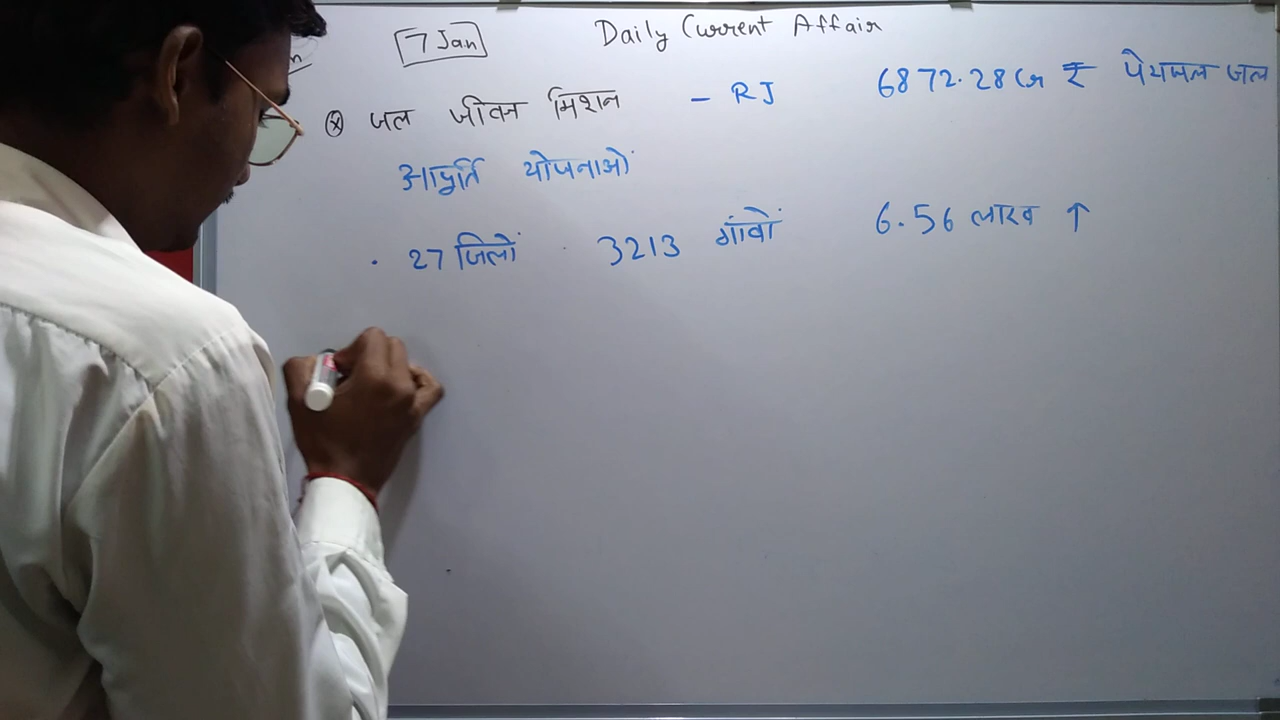 7 Jan Daily Current Affair
जल जीवन मिशन - RJ 6872.28 Cr ₹ पेयजल जल
आपूर्ति योजनाओं
· 27 जिलों · 3213 गांवों 6.56 लाख ↑